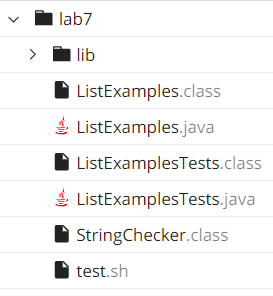 lab7
lib
ListExamples.class
ListExamples.java
ListExamplesTests.class
ListExamplesTests.java
StringChecker.class
test.sh